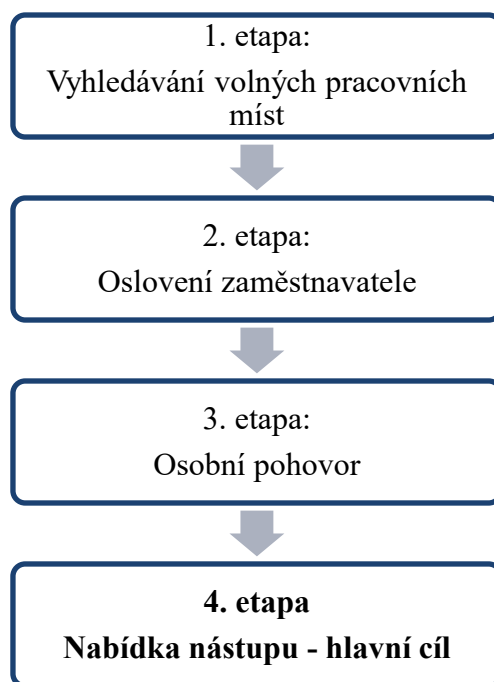 1. etapa:
Vyhledávání volných pracovních
míst
2. etapa:
Oslovení zaměstnavatele
3. etapa:
Osobní pohovor
4. etapa
Nabídka nástupu - hlavní cíl